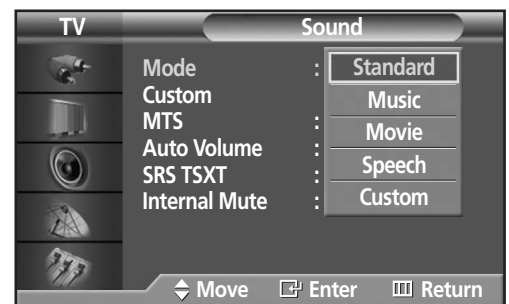 TV
Sound
Mode : Standard
Custom Music
MTS : Movie
Auto Volume : Speech
SRS TSXT : Custom
Internal Mute :
Move Enter Return